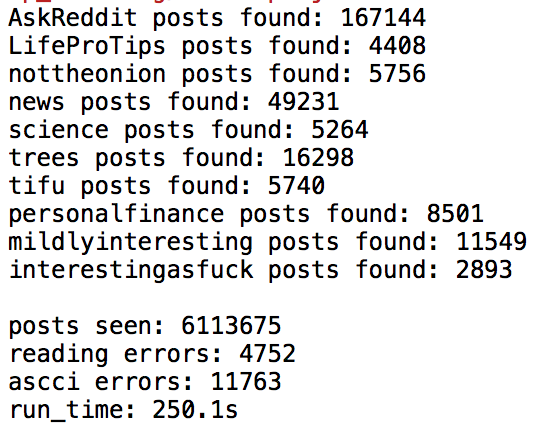 AskReddit posts found: 167144
LifeProTips posts found: 4408
nottheonion posts found: 5756
news posts found: 49231
science posts found: 5264
trees posts found: 16298
tifu posts found: 5740
personalfinance posts found: 8501
mildlyinteresting posts found: 11549
interestingasfuck posts found: 2893
posts seen: 6113675
reading errors: 4752
ascci errors: 11763
run_time: 250.1s